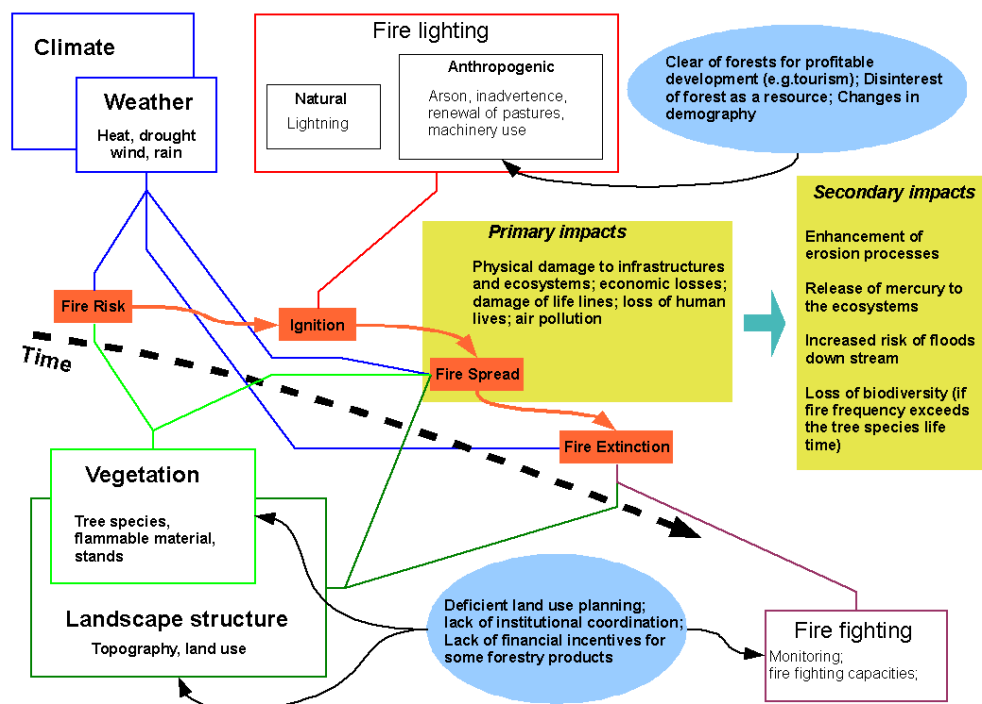 Climate
Weather
Heat, drought
wind, rain
Fire lighting
Natural
Lightning
Anthropogenic
Arson, inadvertence,
renewal of pastures,
machinery use
Clear of forests for profitable
development (e.g.tourism); Disinterest
of forest as a resource; Changes in
demography
Primary impacts
Physical damage to infrastructures
and ecosystems; economic losses;
damage of life lines; loss of human
lives; air pollution
Secondary impacts
Enhancement of
erosion processes
Release of mercury to
the ecosystems
Increased risk of floods
down stream
Loss of biodiversity (if
fire frequency exceeds
the tree species life
time)
Fire Risk
Ignition
Fire Spread
Fire Extinction
Time
Vegetation
Tree species,
flammable material,
stands
Landscape structure
Topography, land use
Deficient land use planning;
lack of institutional coordination;
Lack of financial incentives for
some forestry products
Fire fighting
Monitoring;
fire fighting capacities;